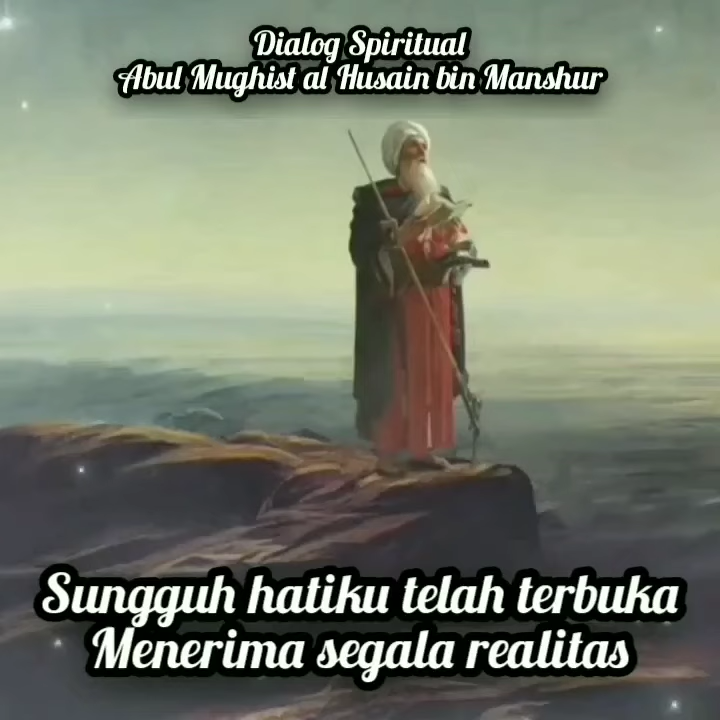 Dialog Spiritual
Abul Mughist al Husain bin Manshur
Sungguh hatiku telah terbuka
Menerima segala realitas